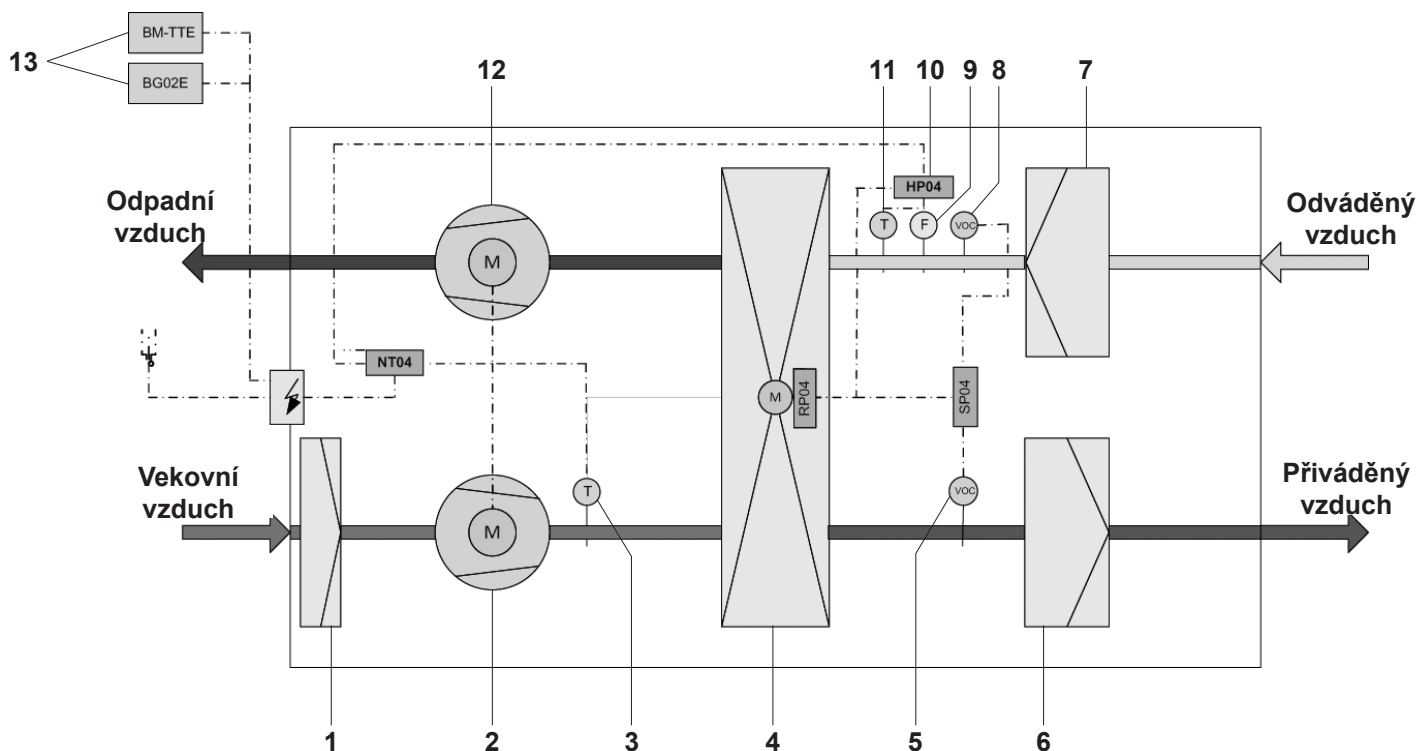 BM-TTE
13
BG02E
12
11
10
9
8
7
HP04
Odpadní
vzduch
T
F
VOC
Odváděný
vzduch
M
NT04
M
RP04
SP04
Vekovní
vzduch
T
VOC
Přiváděný
vzduch
M
1
2
3
4
5
6